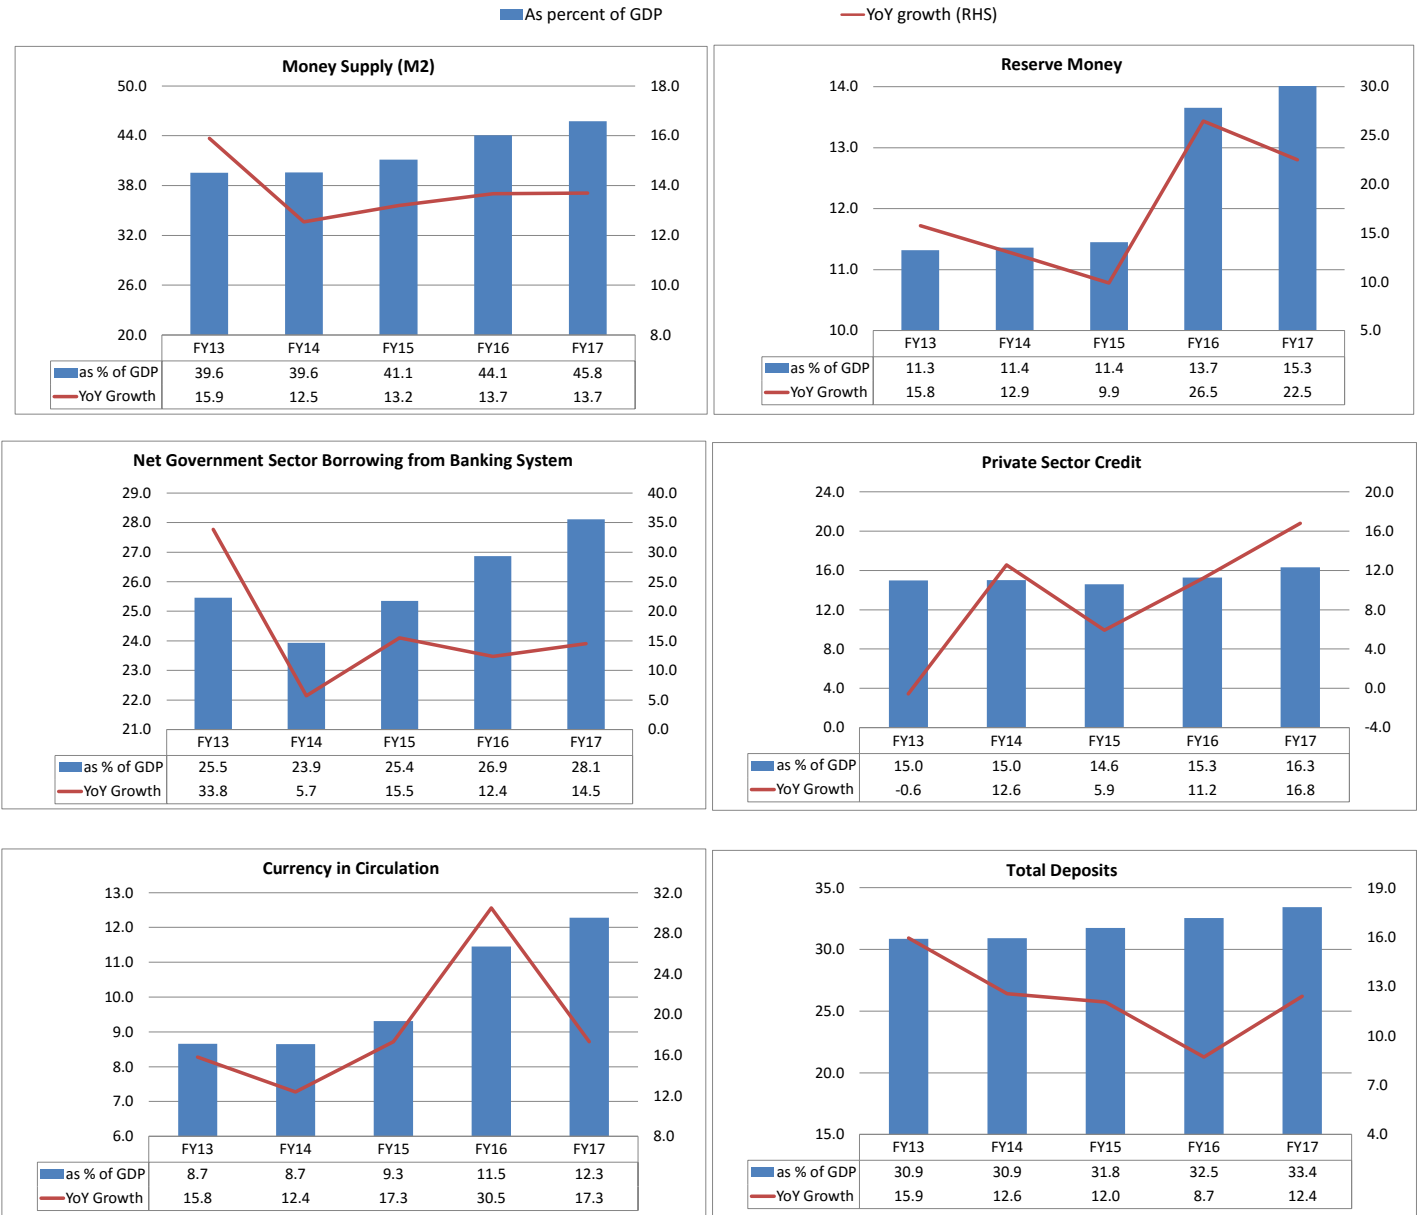 As percent of GDP YoY growth (RHS)
Money Supply (M2)
50.0 18.0
44.0 16.0
38.0 14.0
32.0 12.0
26.0 10.0
20.0 8.0
FY13 FY14 FY15 FY16 FY17
as % of GDP 39.6 39.6 41.1 44.1 45.8
YoY Growth 15.9 12.5 13.2 13.7 13.7
Reserve Money
14.0 30.0
25.0
13.0
20.0
12.0
15.0
11.0
10.0
10.0 5.0
FY13 FY14 FY15 FY16 FY17
as % of GDP 11.3 11.4 11.4 13.7 15.3
YoY Growth 15.8 12.9 9.9 26.5 22.5
Net Government Sector Borrowing from Banking System
29.0 40.0
28.0 35.0
27.0 30.0
26.0 25.0
25.0 20.0
24.0 15.0
23.0 10.0
22.0 5.0
21.0 0.0
FY13 FY14 FY15 FY16 FY17
as % of GDP 25.5 23.9 25.4 26.9 28.1
YoY Growth 33.8 5.7 15.5 12.4 14.5
Private Sector Credit
24.0 20.0
20.0 16.0
16.0 12.0
12.0 8.0
8.0 4.0
4.0 0.0
0.0 -4.0
FY13 FY14 FY15 FY16 FY17
as % of GDP 15.0 15.0 14.6 15.3 16.3
YoY Growth -0.6 12.6 5.9 11.2 16.8
Currency in Circulation
13.0 32.0
12.0
28.0
11.0
24.0
10.0
20.0
9.0
16.0
8.0
12.0
7.0
6.0 8.0
FY13 FY14 FY15 FY16 FY17
as % of GDP 8.7 8.7 9.3 11.5 12.3
YoY Growth 15.8 12.4 17.3 30.5 17.3
Total Deposits
35.0 19.0
30.0 16.0
13.0
25.0
10.0
20.0
7.0
15.0 4.0
FY13 FY14 FY15 FY16 FY17
as % of GDP 30.9 30.9 31.8 32.5 33.4
YoY Growth 15.9 12.6 12.0 8.7 12.4